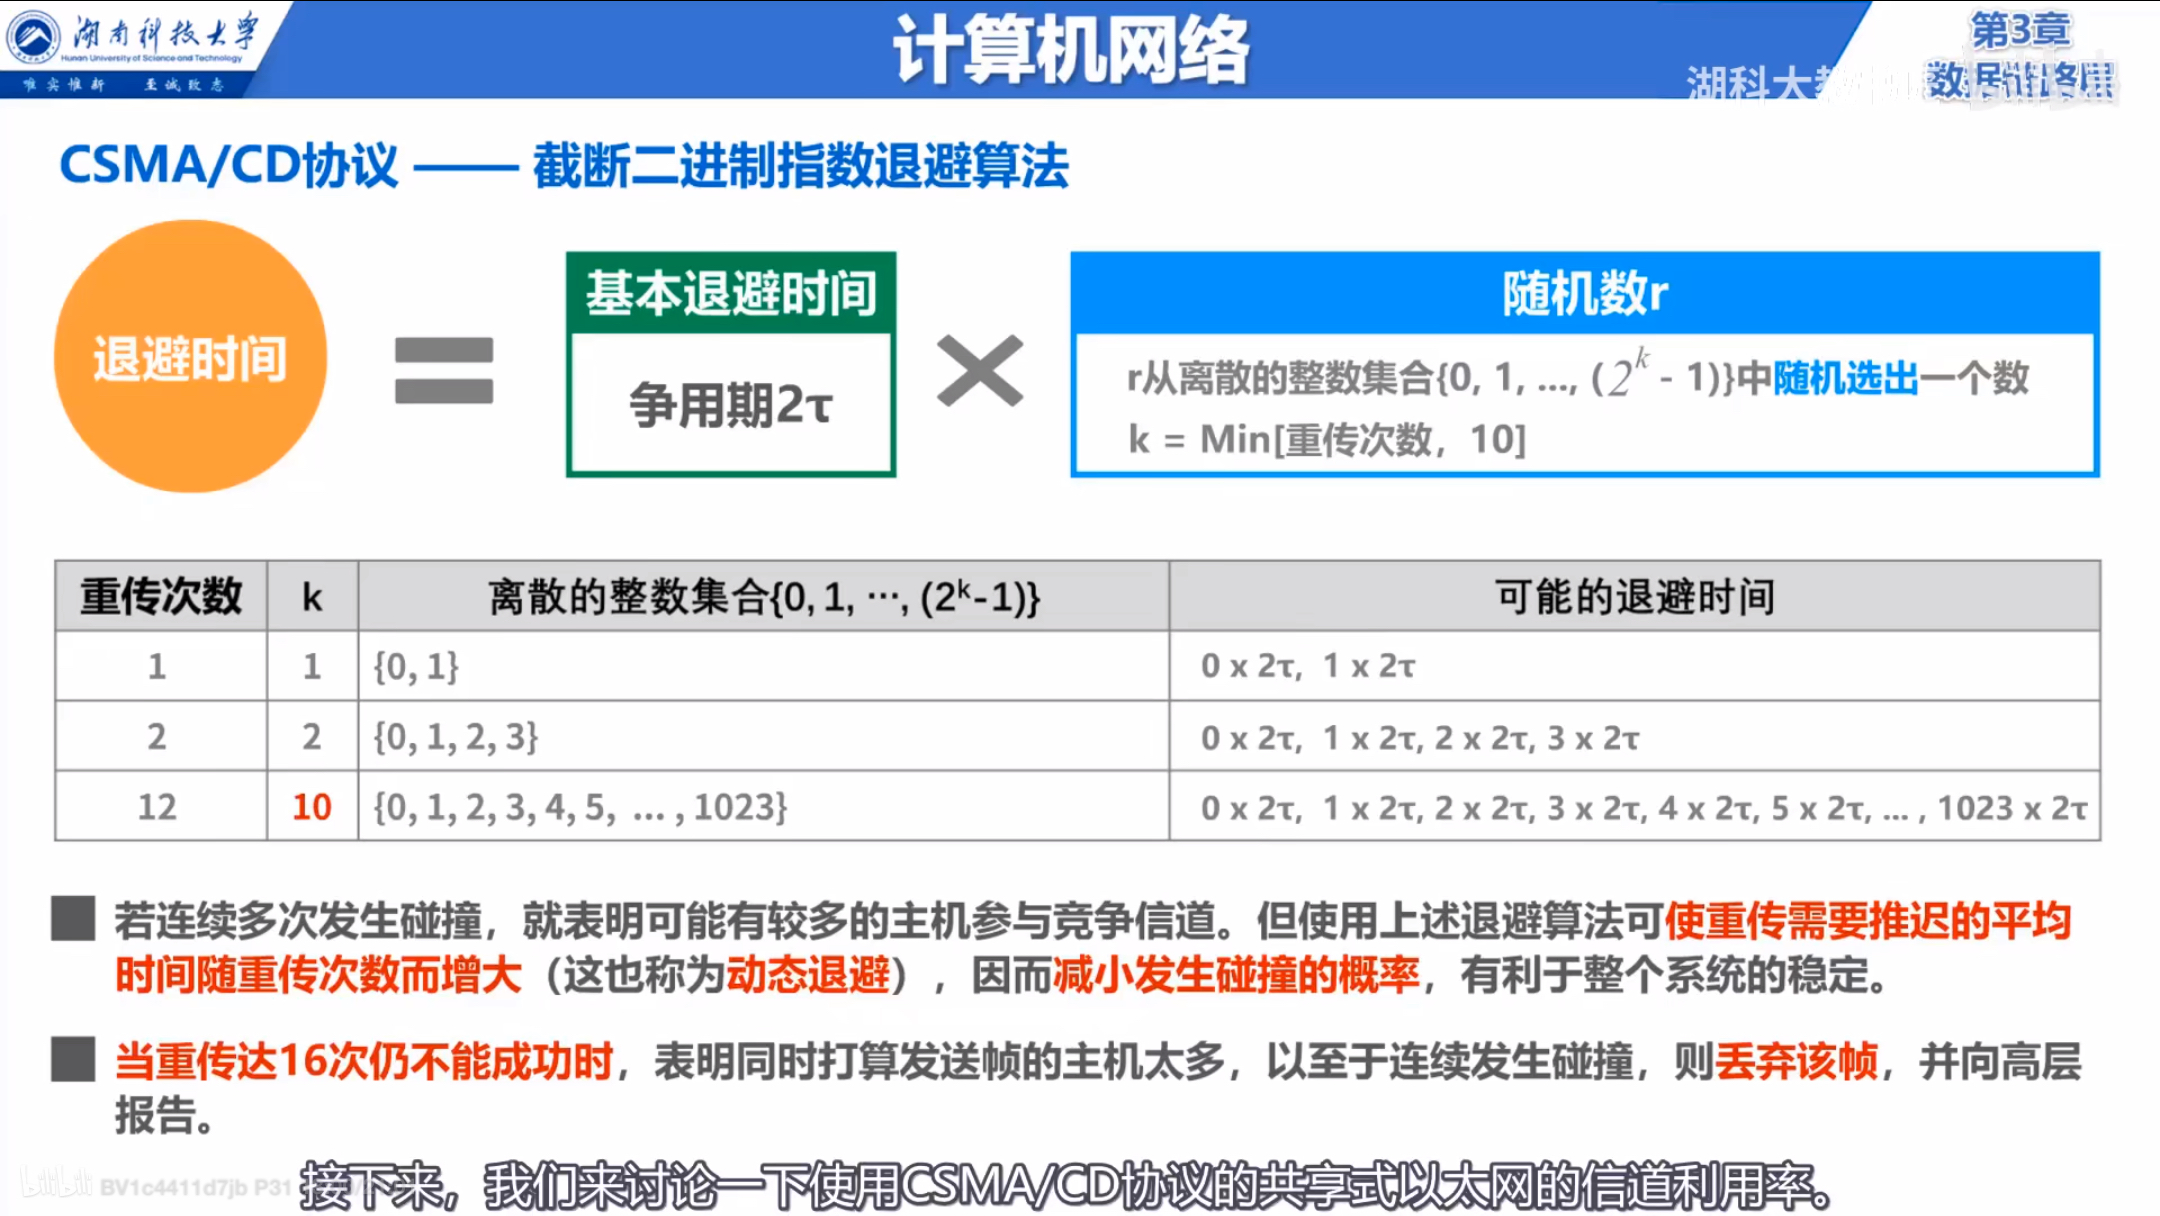 湖南科技大学
Hunan University of Science and Technology
唯实惟新 至诚致志
计算机网络
第3章
数据链路层
湖科大教
CSMA/CD协议 —— 截断二进制指数退避算法
退避时间
=
基本退避时间
争用期2τ
×
随机数r
r从离散的整数集合{0, 1, ..., (2^k - 1)}中随机选出一个数
k = Min[重传次数，10]
重传次数 k 离散的整数集合{0, 1, ···, (2^k-1)} 可能的退避时间
1 1 {0, 1} 0 x 2τ, 1 x 2τ
2 2 {0, 1, 2, 3} 0 x 2τ, 1 x 2τ, 2 x 2τ, 3 x 2τ
12 10 {0, 1, 2, 3, 4, 5, ... , 1023} 0 x 2τ, 1 x 2τ, 2 x 2τ, 3 x 2τ, 4 x 2τ, 5 x 2τ, ... , 1023 x 2τ
若连续多次发生碰撞，就表明可能有较多的主机参与竞争信道。但使用上述退避算法可使重传需要推迟的平均
时间随重传次数而增大（这也称为动态退避），因而减小发生碰撞的概率，有利于整个系统的稳定。
当重传达16次仍不能成功时，表明同时打算发送帧的主机太多，以至于连续发生碰撞，则丢弃该帧，并向高层
报告。
bilibili BV1c4411d7jb P31
接下来，我们来讨论一下使用CSMA/CD协议的共享式以太网的信道利用率。